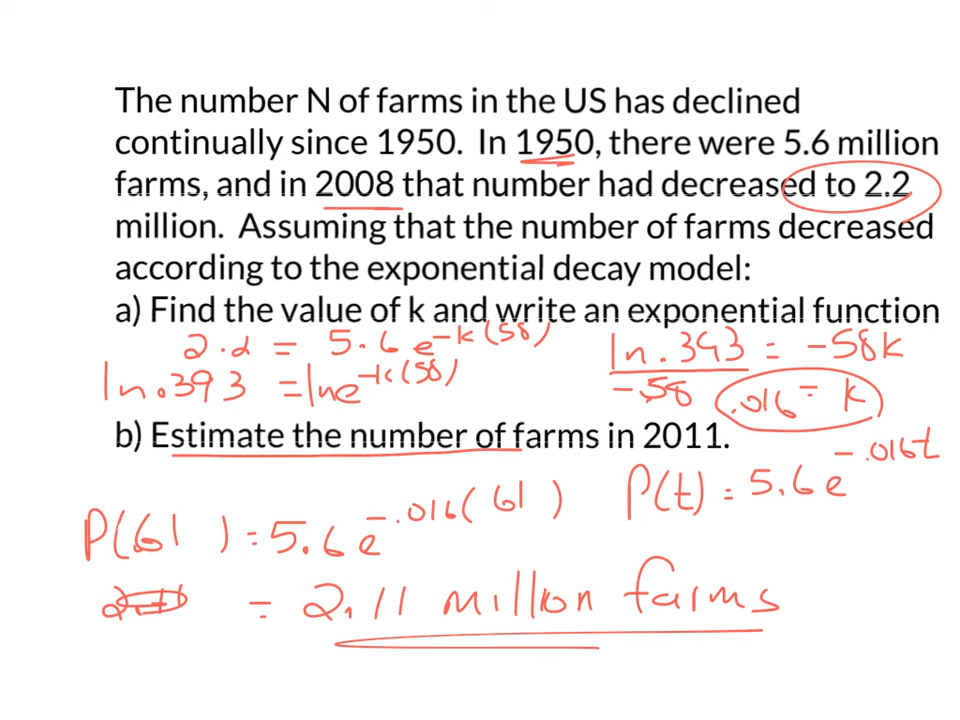 The number N of farms in the US has declined
continually since 1950. In 1950, there were 5.6 million
farms, and in 2008 that number had decreased to 2.2
million. Assuming that the number of farms decreased
according to the exponential decay model:
a) Find the value of k and write an exponential function
2.2 = 5.6 e^-k(58)
ln .393 = -58k
ln .393 = ln e^-k(58)
-58
.016 = k
b) Estimate the number of farms in 2011.
P(t) = 5.6 e^-.016t
P(61) = 5.6 e^-.016(61)
= 2.11 million farms